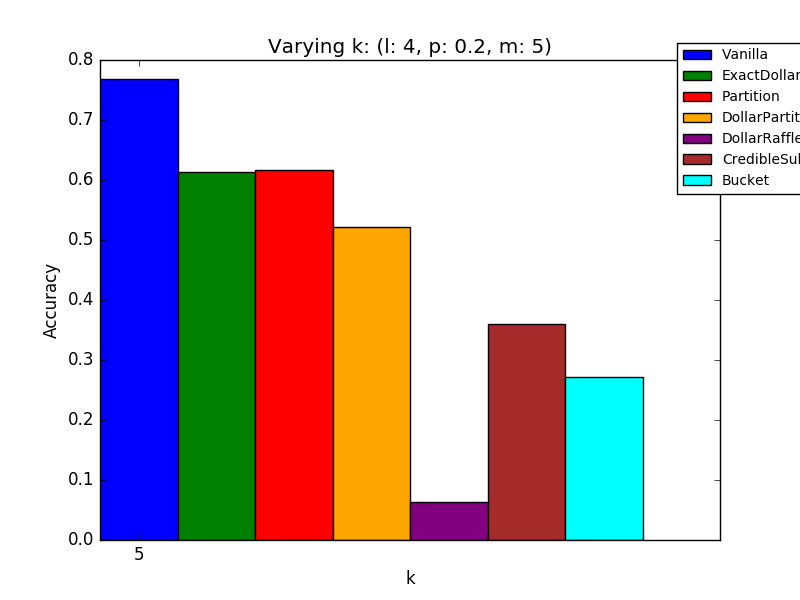 Varying k: (l: 4, p: 0.2, m: 5)
0.8
0.7
0.6
0.5
0.4
0.3
0.2
0.1
0.0
Accuracy
5
k
Vanilla
ExactDollar
Partition
DollarPartit
DollarRaffle
CredibleSu
Bucket